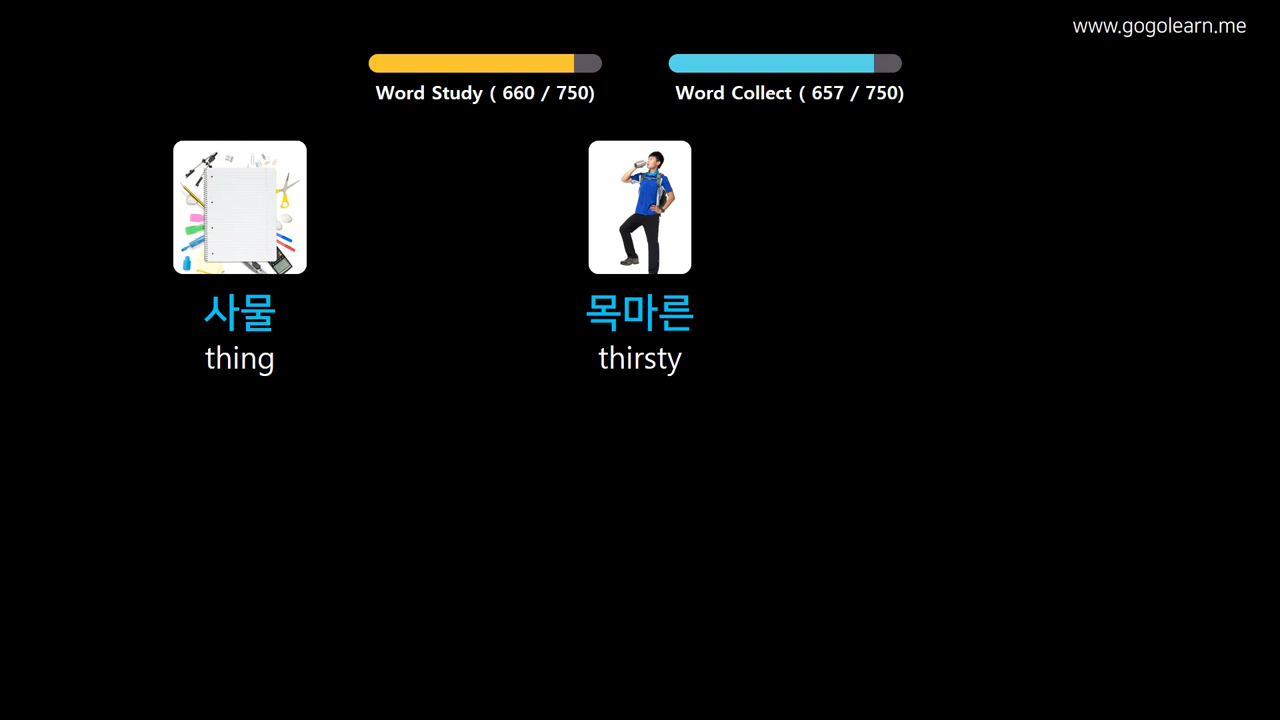 www.gogolearn.me
Word Study ( 660 / 750)
Word Collect ( 657 / 750)
사물
thing
목마른
thirsty